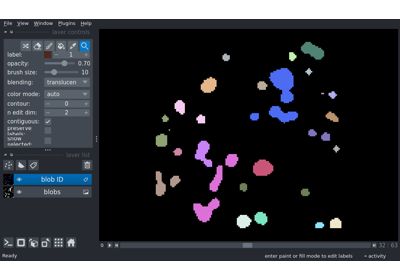 File View Plugins Window Help
layer controls
label: 1
opacity: 0.70
brush size: 10
blending: translucen
color mode: auto
contour: 0
n edit dim: 2
contiguous:
preserve labels:
show selected:
layer list
blob ID
blobs
0 32 63
Ready enter paint or fill mode to edit labels activity